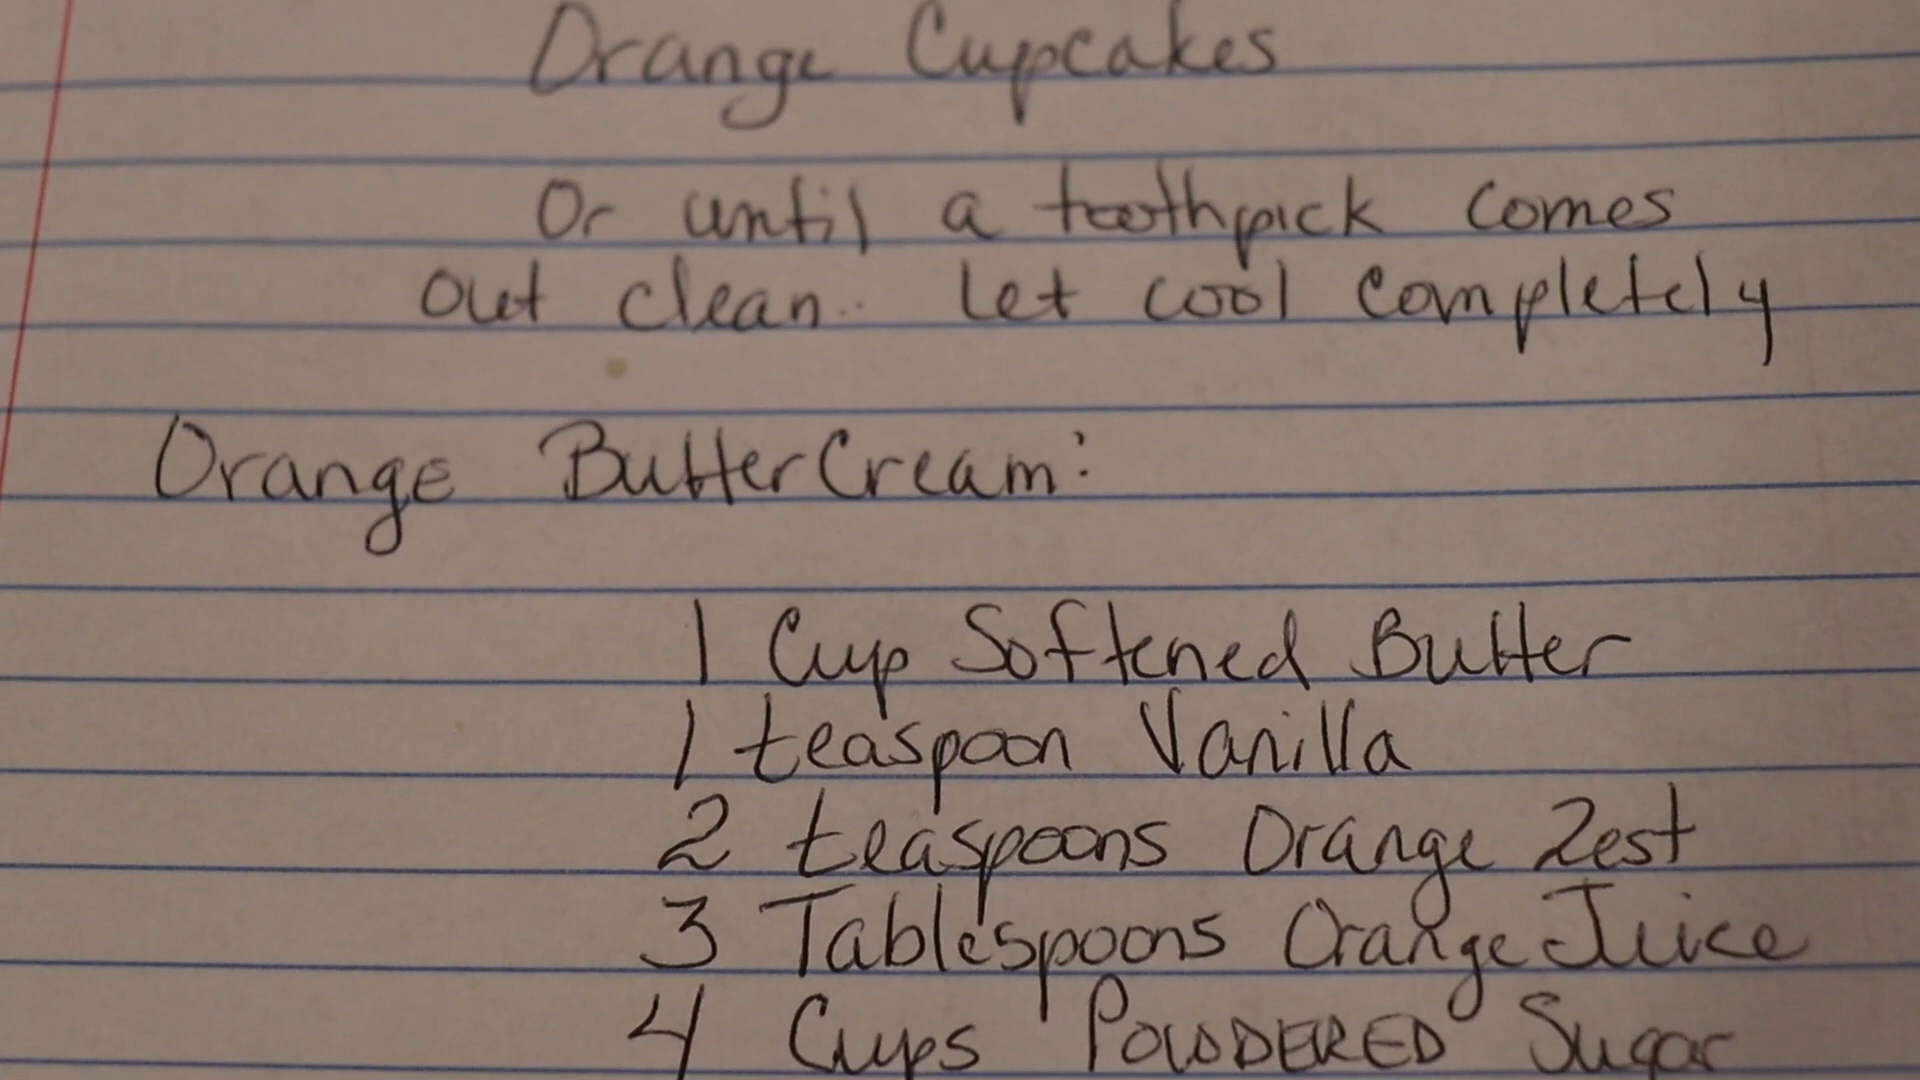 Orange Cupcakes
Or until a toothpick comes
out clean. Let cool completely
Orange ButterCream:
1 Cup Softened Butter
1 teaspoon Vanilla
2 teaspoons Orange Zest
3 Tablespoons Orange Juice
4 Cups POWDERED Sugar